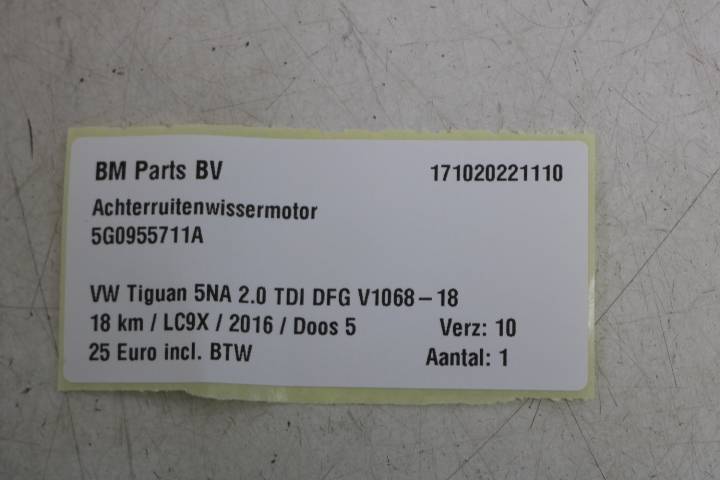 BM Parts BV 171020221110
Achterruitenwissermotor
5G0955711A
VW Tiguan 5NA 2.0 TDI DFG V1068-18
18 km / LC9X / 2016 / Doos 5 Verz: 10
25 Euro incl. BTW Aantal: 1